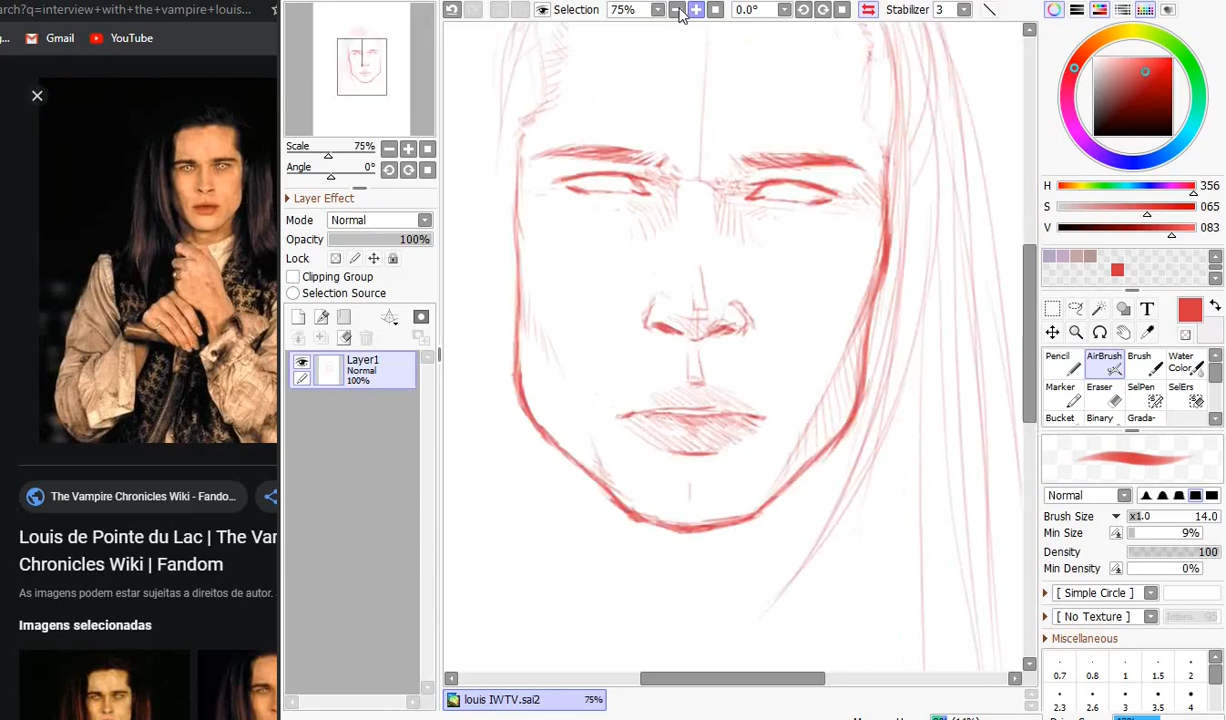 arch?q=interview+with+the+vampire+louis...
Selection 75% 0.0° Stabilizer 3
Gmail YouTube
Scale 75%
Angle 0°
Layer Effect
Mode Normal
Opacity 100%
Lock
Clipping Group
Selection Source
Layer1
Normal
100%
H 356
S 065
V 083
T
Pencil AirBrush Brush Water Color
Marker Eraser SelPen SelErs
Bucket Binary Grada-
Normal
Brush Size x1.0 14.0
Min Size 9%
Density 100
Min Density 0%
[ Simple Circle ]
[ No Texture ]
Miscellaneous
0.7 0.8 1 1.5 2
2.3 2.6 3 3.5 4
The Vampire Chronicles Wiki - Fando...
Louis de Pointe du Lac | The Var
Chronicles Wiki | Fandom
As imagens podem estar sujeitas a direitos de autor.
Imagens selecionadas
louis IWTV.sai2 75%